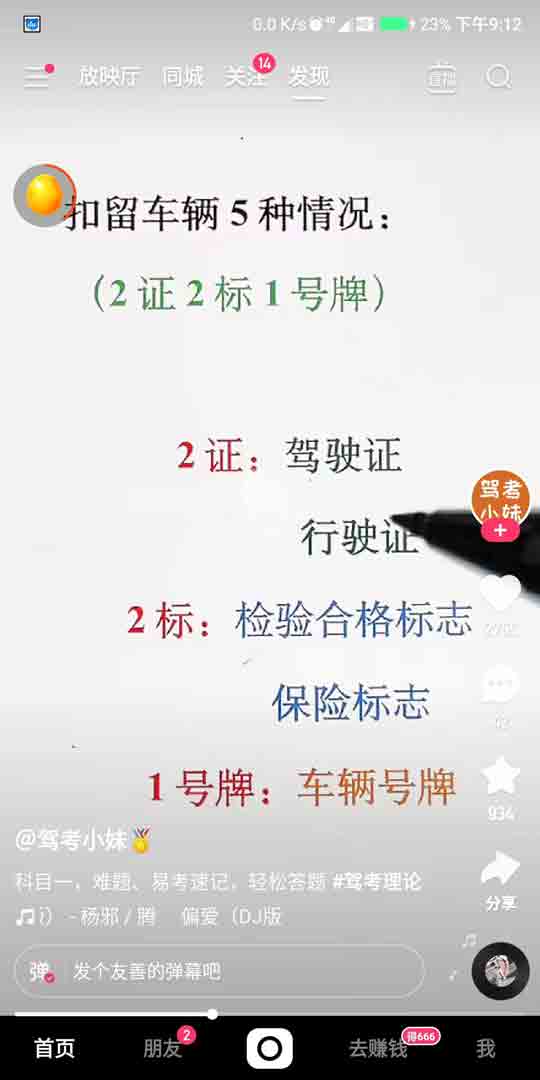 0.0 K/s 4G HD 23% 下午9:12
放映厅 同城 关注 14 发现 直播
扣留车辆 5 种情况：
（2 证 2 标 1 号牌）
2 证：驾驶证
行驶证
驾考
小妹
2 标：检验合格标志
保险标志
1 号牌：车辆号牌
934
@驾考小妹
科目一，难题、易考速记，轻松答题 #驾考理论
分享
- 杨邪 / 腾 偏爱（DJ版
弹 发个友善的弹幕吧
首页 朋友 2 去赚钱 得666 我